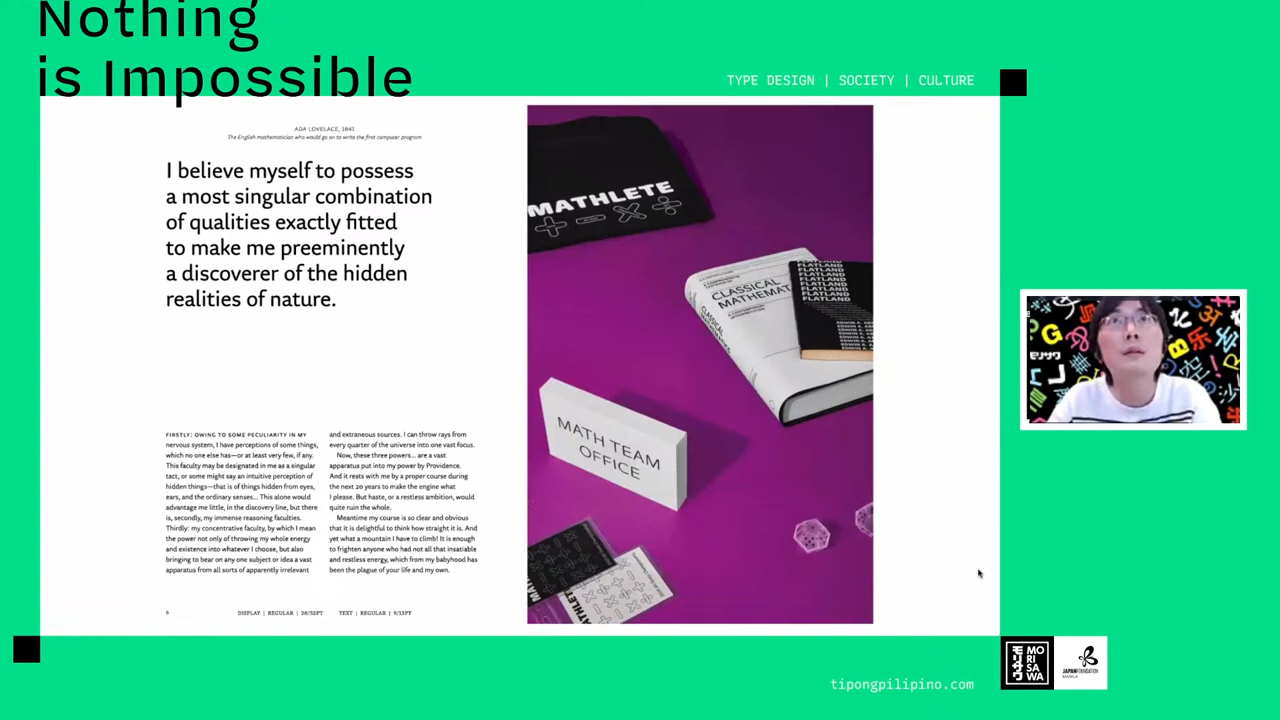 Nothing
is Impossible
TYPE DESIGN | SOCIETY | CULTURE
ADA LOVELACE, 1841
The English mathematician who would go on to write the first computer program
I believe myself to possess
a most singular combination
of qualities exactly fitted
to make me preeminently
a discoverer of the hidden
realities of nature.
FIRSTLY: OWING TO SOME PECULIARITY IN MY
nervous system, I have perceptions of some things,
which no one else has—or at least very few, if any.
This faculty may be designated in me as a singular
tact, or some might say an intuitive perception of
hidden things—that is of things hidden from eyes,
ears, and the ordinary senses... This alone would
advantage me little, in the discovery line, but there
is, secondly, my immense reasoning faculties.
Thirdly: my concentrative faculty, by which I mean
the power not only of throwing my whole energy
and existence into whatever I choose, but also
bringing to bear on any one subject or idea a vast
apparatus from all sorts of apparently irrelevant
and extraneous sources. I can throw rays from
every quarter of the universe into one vast focus.
Now, these three powers... are a vast
apparatus put into my power by Providence.
And it rests with me by a proper course during
the next 20 years to make the engine what
I please. But haste, or a restless ambition, would
quite ruin the whole.
Meantime my course is so clear and obvious
that it is delightful to think how straight it is. And
yet what a mountain I have to climb! It is enough
to frighten anyone who had not all that insatiable
and restless energy, which from my babyhood has
been the plague of your life and my own.
6
DISPLAY | REGULAR | 28/32PT
TEXT | REGULAR | 9/13PT
MATHLETE
CLASSICAL
MATHEMAT
FLATLAND
FLATLAND
FLATLAND
FLATLAND
FLATLAND
MATH TEAM
OFFICE
MATHLETE
モリサワ
モリサワ
MO
RI
SA
WA
JAPANFOUNDATION
MANILA
tipongpilipino.com